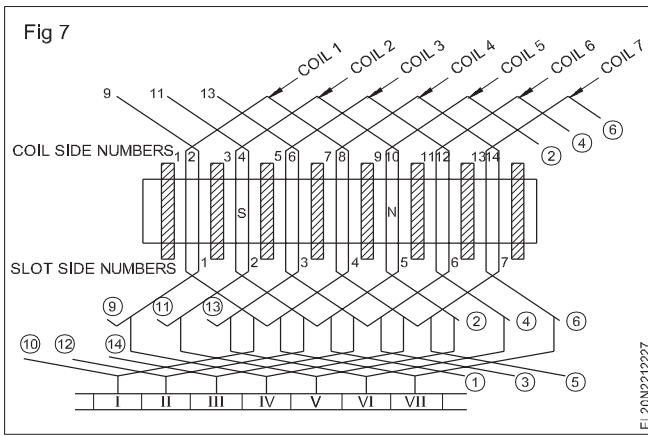 Fig 7
COIL 1 COIL 2 COIL 3 COIL 4 COIL 5 COIL 6 COIL 7
9 11 13
6
4
2
COIL SIDE NUMBERS 1 2 3 4 5 6 7 8 9 10 11 12 13 14
S N
SLOT SIDE NUMBERS 1 2 3 4 5 6 7
9 11 13 2 4 6
10 12 14 1 3 5
I II III IV V VI VII
EL20N2212227